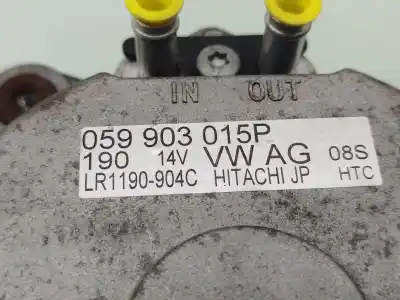 IN OUT
059 903 015P
190 14V VW AG 08S
LR1190-904C HITACHI JP HTC